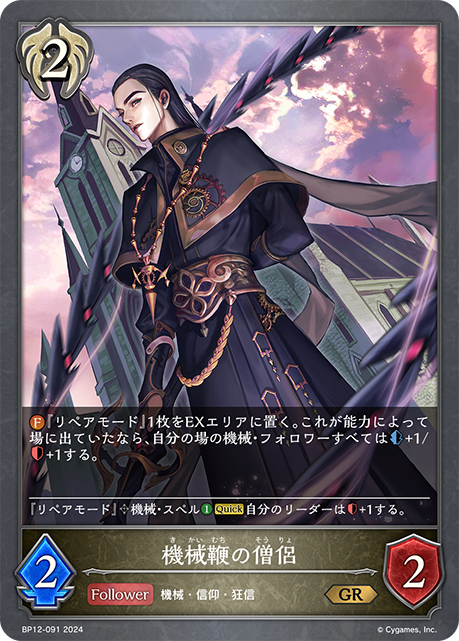 2
Ⓕ『リペアモード』1枚をEXエリアに置く。これが能力によって
場に出ていたなら、自分の場の機械・フォロワーすべては+1/
+1する。
『リペアモード』機械・スペル1 Quick 自分のリーダーは+1する。
きかいむち そうりょ
機械鞭の僧侶
2 Follower 機械・信仰・狂信 GR 2
BP12-091 2024 © Cygames, Inc.